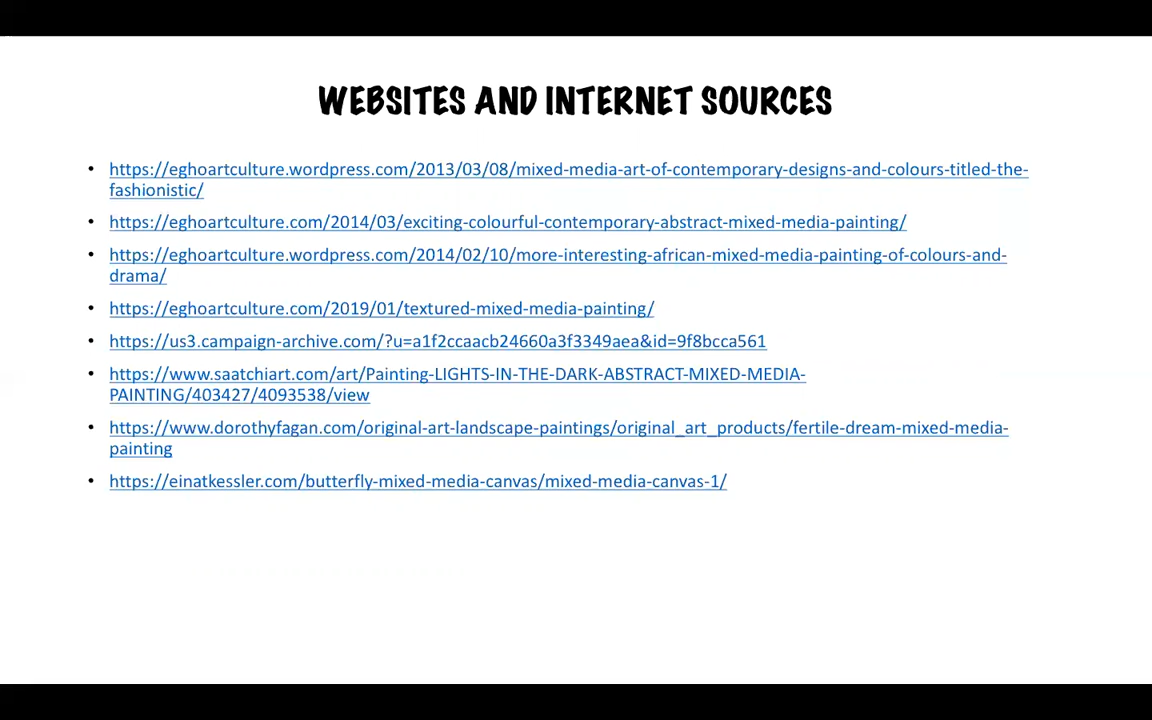 WEBSITES AND INTERNET SOURCES
• https://eghoartculture.wordpress.com/2013/03/08/mixed-media-art-of-contemporary-designs-and-colours-titled-the-
fashionistic/
• https://eghoartculture.com/2014/03/exciting-colourful-contemporary-abstract-mixed-media-painting/
• https://eghoartculture.wordpress.com/2014/02/10/more-interesting-african-mixed-media-painting-of-colours-and-
drama/
• https://eghoartculture.com/2019/01/textured-mixed-media-painting/
• https://us3.campaign-archive.com/?u=a1f2ccaacb24660a3f3349aea&id=9f8bcca561
• https://www.saatchiart.com/art/Painting-LIGHTS-IN-THE-DARK-ABSTRACT-MIXED-MEDIA-
PAINTING/403427/4093538/view
• https://www.dorothyfagan.com/original-art-landscape-paintings/original_art_products/fertile-dream-mixed-media-
painting
• https://einatkessler.com/butterfly-mixed-media-canvas/mixed-media-canvas-1/